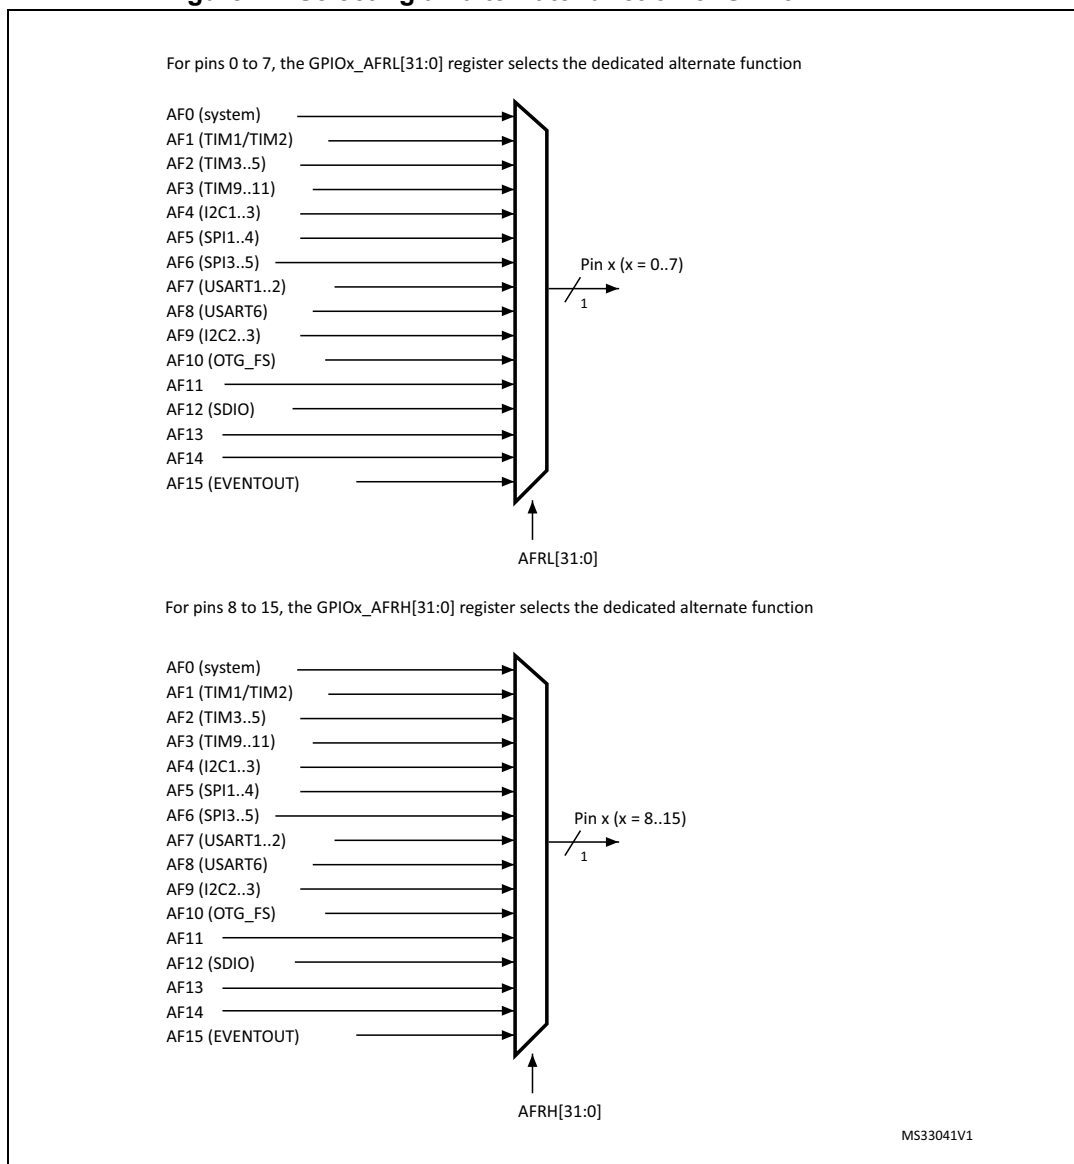 For pins 0 to 7, the GPIOx_AFRL[31:0] register selects the dedicated alternate function
AF0 (system)
AF1 (TIM1/TIM2)
AF2 (TIM3..5)
AF3 (TIM9..11)
AF4 (I2C1..3)
AF5 (SPI1..4)
AF6 (SPI3..5)
Pin x (x = 0..7)
AF7 (USART1..2)
1
AF8 (USART6)
AF9 (I2C2..3)
AF10 (OTG_FS)
AF11
AF12 (SDIO)
AF13
AF14
AF15 (EVENTOUT)
AFRL[31:0]
For pins 8 to 15, the GPIOx_AFRH[31:0] register selects the dedicated alternate function
AF0 (system)
AF1 (TIM1/TIM2)
AF2 (TIM3..5)
AF3 (TIM9..11)
AF4 (I2C1..3)
AF5 (SPI1..4)
AF6 (SPI3..5)
Pin x (x = 8..15)
AF7 (USART1..2)
1
AF8 (USART6)
AF9 (I2C2..3)
AF10 (OTG_FS)
AF11
AF12 (SDIO)
AF13
AF14
AF15 (EVENTOUT)
AFRH[31:0]
MS33041V1